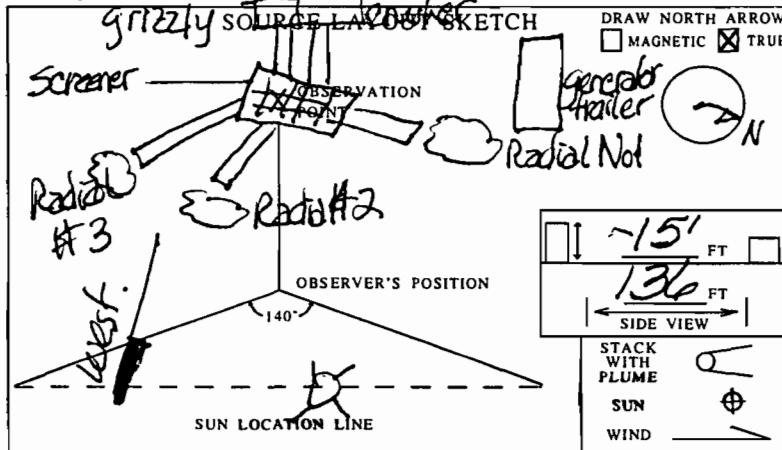 SOURCE LAYOUT SKETCH
grizzly
DRAW NORTH ARROW
MAGNETIC TRUE
Screener
OBSERVATION
POINT
generator
trailer
N
Radial No1
Radial
#3
Radial #2
~15' FT
136 FT
SIDE VIEW
OBSERVER'S POSITION
140°
West.
SUN LOCATION LINE
STACK
WITH
PLUME
SUN
WIND